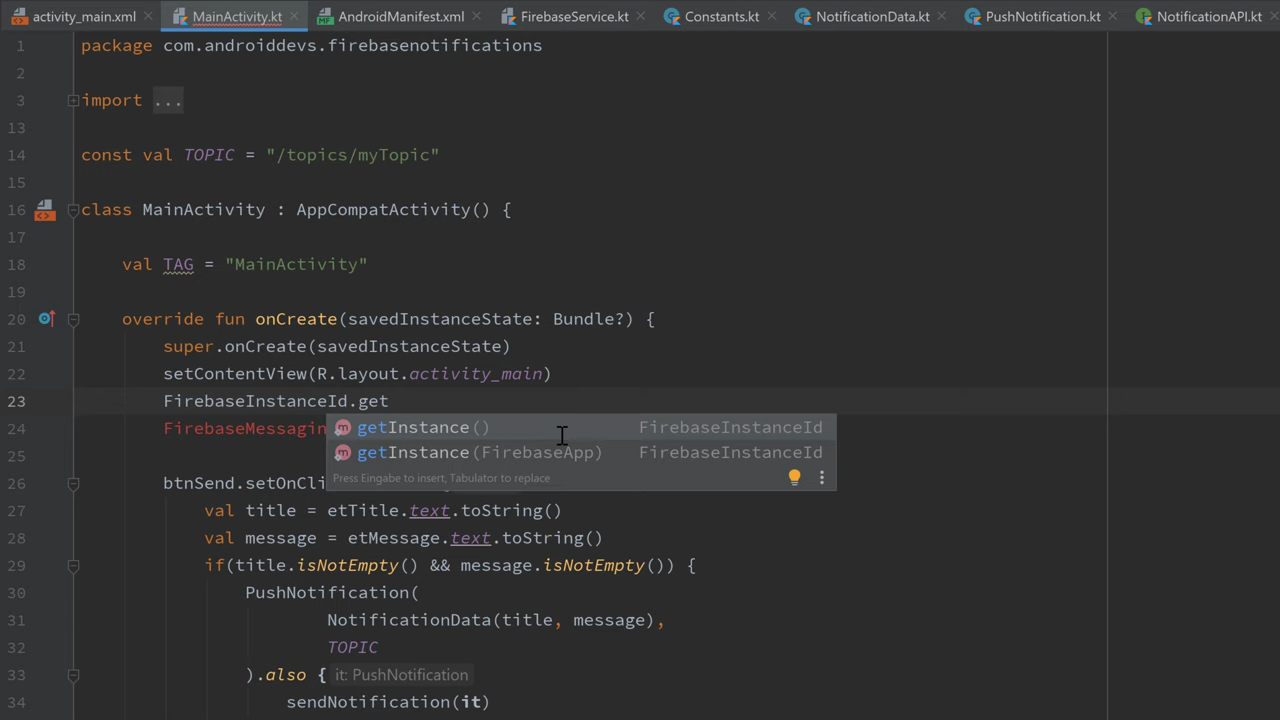 activity_main.xml MainActivity.kt AndroidManifest.xml FirebaseService.kt Constants.kt NotificationData.kt PushNotification.kt NotificationAPI.kt
1 package com.androiddevs.firebasenotifications
2
3 import ...
13
14 const val TOPIC = "/topics/myTopic"
15
16 class MainActivity : AppCompatActivity() {
17
18 val TAG = "MainActivity"
19
20 override fun onCreate(savedInstanceState: Bundle?) {
21 super.onCreate(savedInstanceState)
22 setContentView(R.layout.activity_main)
23 FirebaseInstanceId.get
24 FirebaseMessagin
getInstance() FirebaseInstanceId
getInstance(FirebaseApp) FirebaseInstanceId
Press Eingabe to insert, Tabulator to replace
25
26 btnSend.setOnCli
27 val title = etTitle.text.toString()
28 val message = etMessage.text.toString()
29 if(title.isNotEmpty() && message.isNotEmpty()) {
30 PushNotification(
31 NotificationData(title, message),
32 TOPIC
33 ).also { it: PushNotification
34 sendNotification(it)